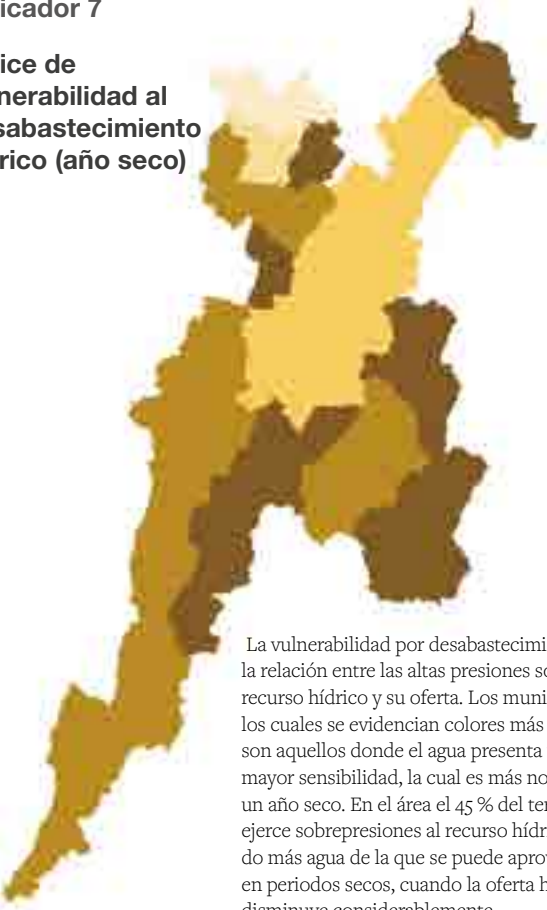 icador 7
ice de
nerabilidad al
sabastecimiento
rico (año seco)
La vulnerabilidad por desabastecimi
la relación entre las altas presiones so
recurso hídrico y su oferta. Los muni
los cuales se evidencian colores más
son aquellos donde el agua presenta
mayor sensibilidad, la cual es más no
un año seco. En el área el 45 % del ter
ejerce sobrepresiones al recurso hídr
do más agua de la que se puede aprov
en periodos secos, cuando la oferta h
disminuye considerablemente